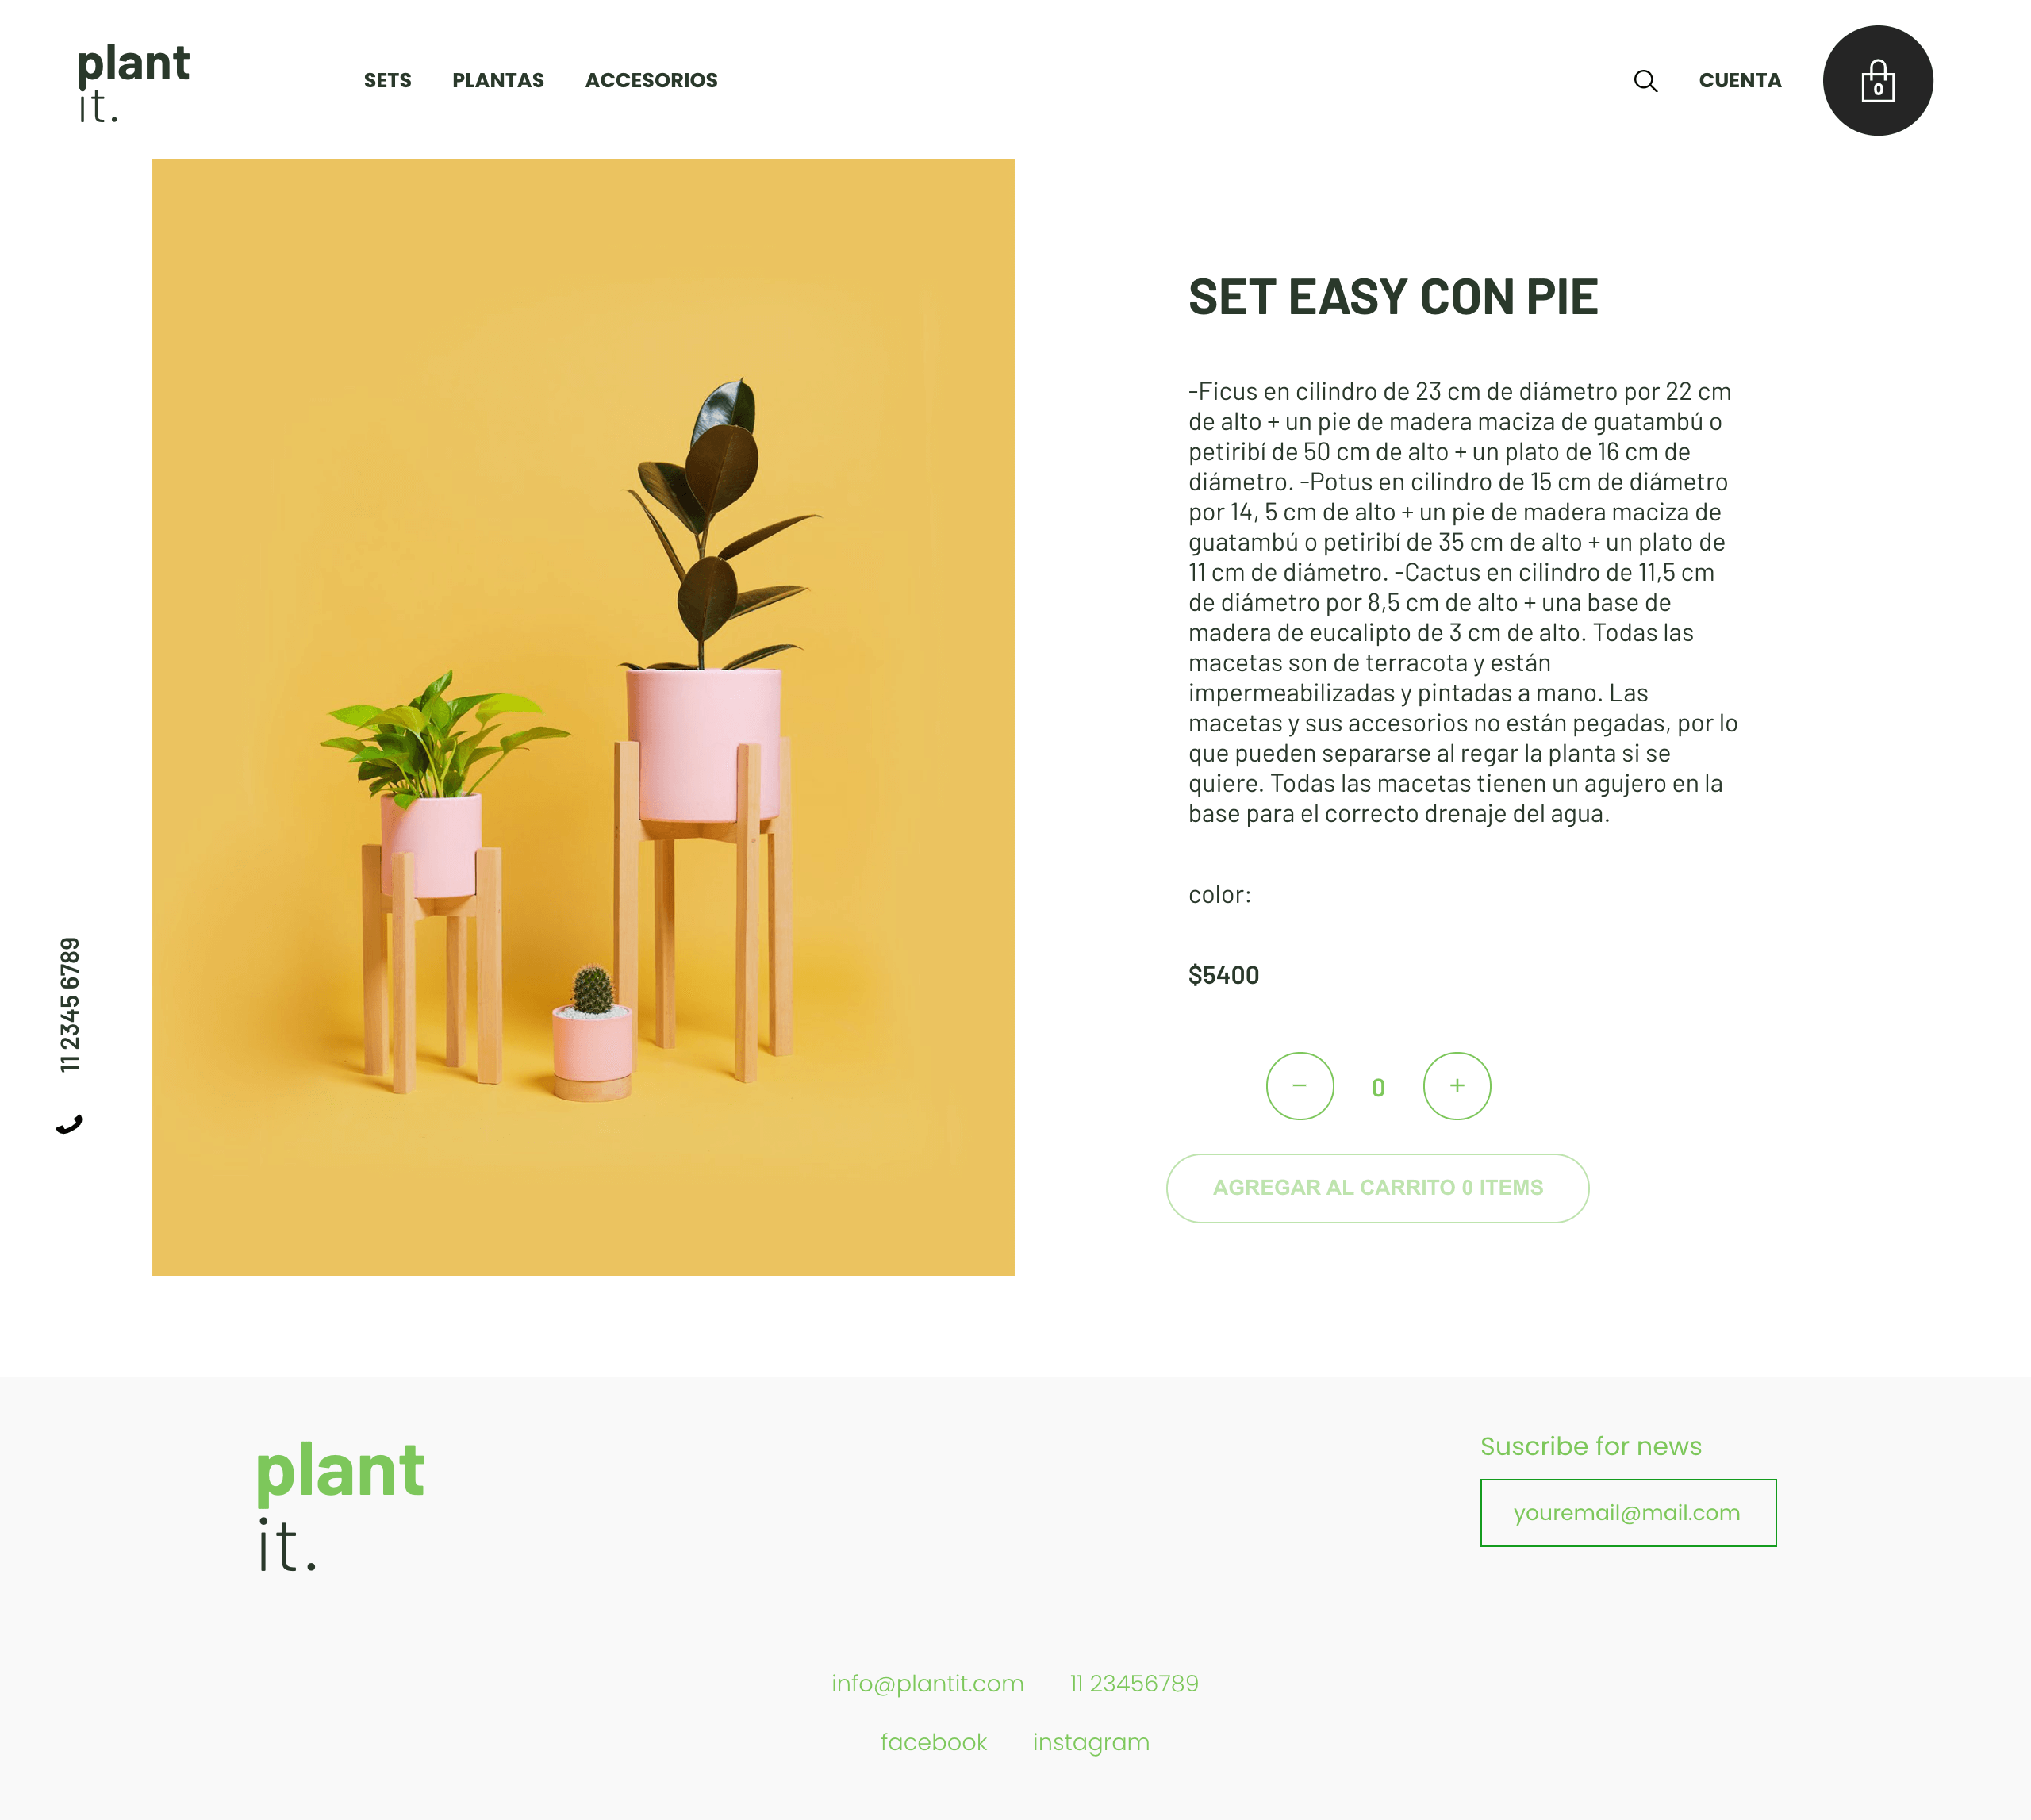 plant
it.
SETS PLANTAS ACCESORIOS
CUENTA
0
SET EASY CON PIE
-Ficus en cilindro de 23 cm de diámetro por 22 cm
de alto + un pie de madera maciza de guatambú o
petiribí de 50 cm de alto + un plato de 16 cm de
diámetro. -Potus en cilindro de 15 cm de diámetro
por 14, 5 cm de alto + un pie de madera maciza de
guatambú o petiribí de 35 cm de alto + un plato de
11 cm de diámetro. -Cactus en cilindro de 11,5 cm
de diámetro por 8,5 cm de alto + una base de
madera de eucalipto de 3 cm de alto. Todas las
macetas son de terracota y están
impermeabilizadas y pintadas a mano. Las
macetas y sus accesorios no están pegadas, por lo
que pueden separarse al regar la planta si se
quiere. Todas las macetas tienen un agujero en la
base para el correcto drenaje del agua.
color:
$5400
− 0 +
AGREGAR AL CARRITO 0 ITEMS
11 2345 6789
plant
it.
Suscribe for news
youremail@mail.com
info@plantit.com 11 23456789
facebook instagram